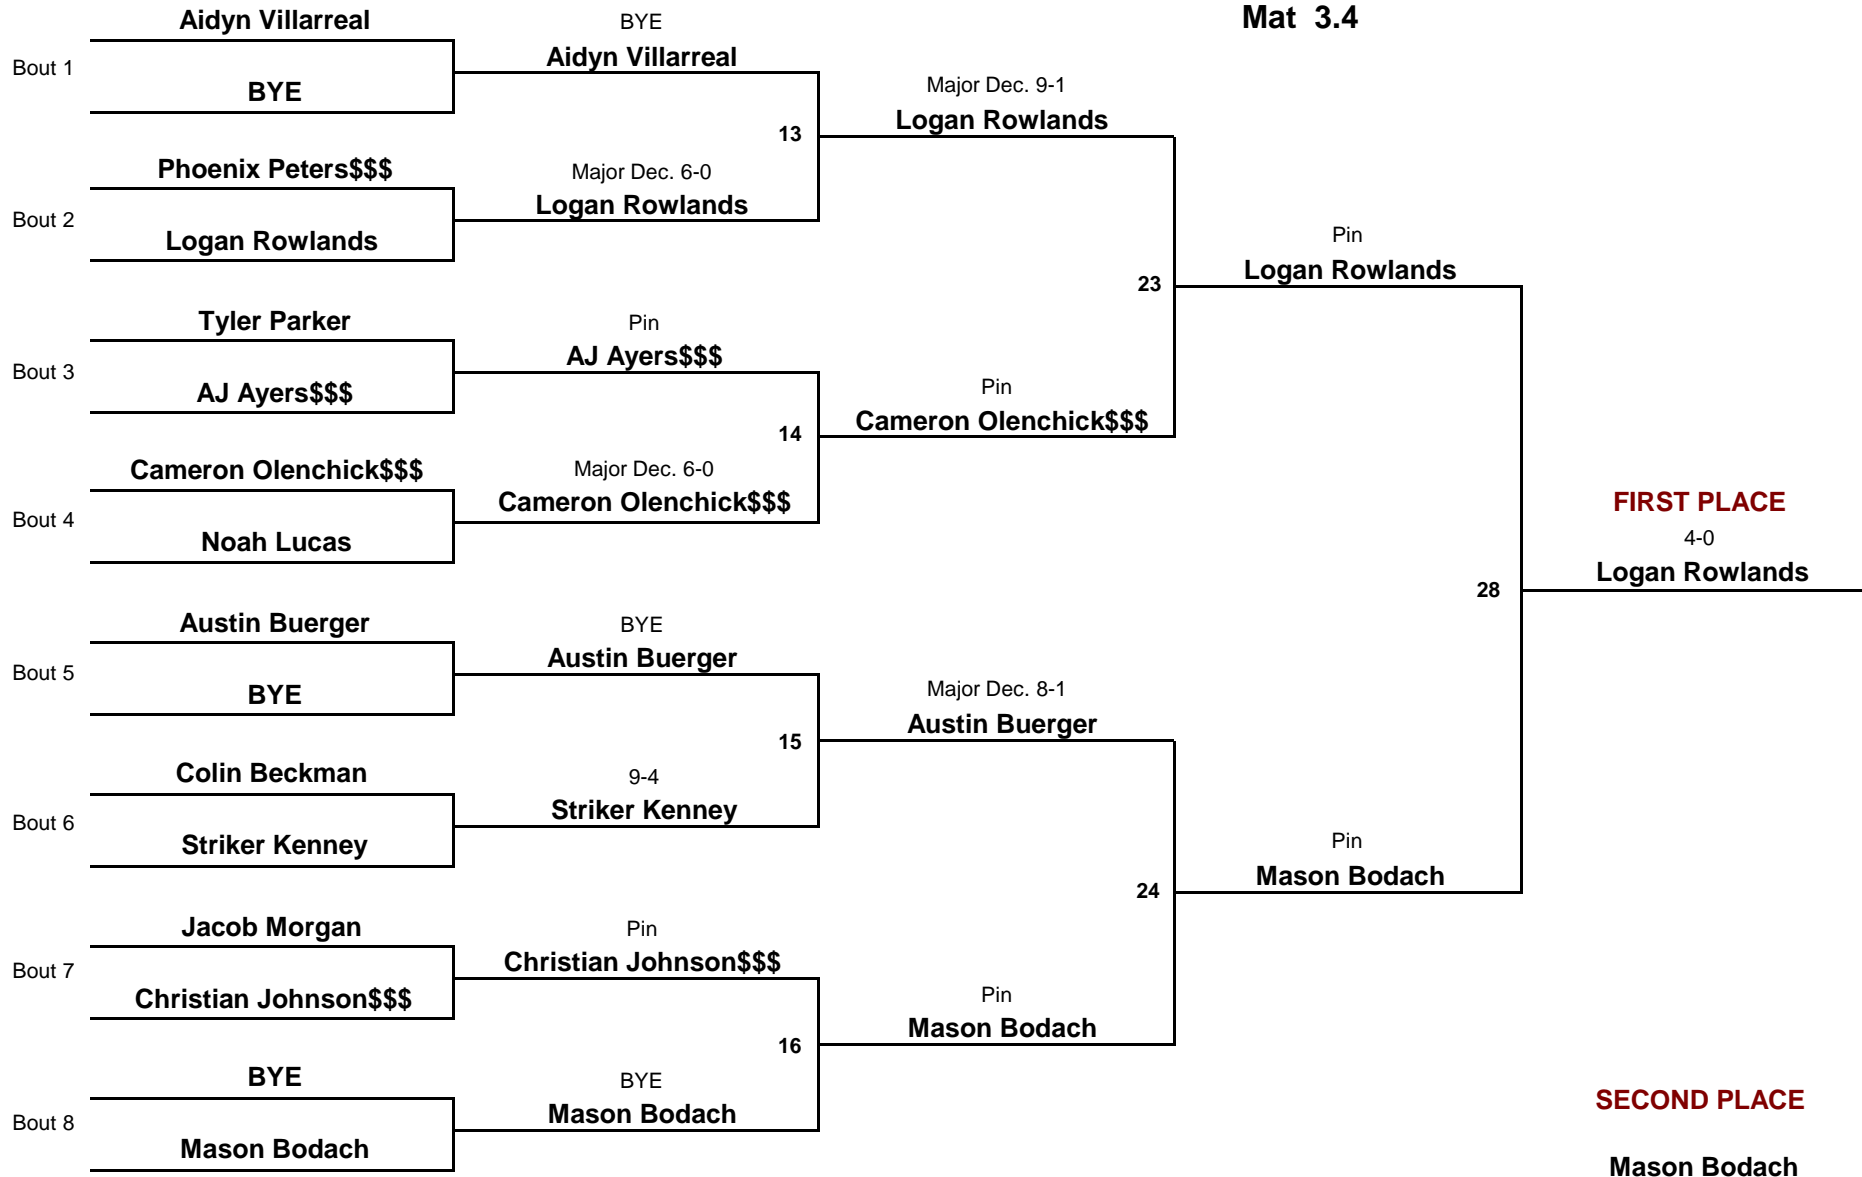 Mat 3.4
Aidyn Villarreal
Bout 1
BYE
Phoenix Peters$$$
Bout 2
Logan Rowlands
Tyler Parker
Bout 3
AJ Ayers$$$
Cameron Olenchick$$$
Bout 4
Noah Lucas
Austin Buerger
Bout 5
BYE
Colin Beckman
Bout 6
Striker Kenney
Jacob Morgan
Bout 7
Christian Johnson$$$
BYE
Bout 8
Mason Bodach
BYE
Aidyn Villarreal
13
Major Dec. 6-0
Logan Rowlands
Pin
AJ Ayers$$$
14
Major Dec. 6-0
Cameron Olenchick$$$
BYE
Austin Buerger
15
9-4
Striker Kenney
Pin
Christian Johnson$$$
16
BYE
Mason Bodach
Major Dec. 9-1
Logan Rowlands
23
Pin
Cameron Olenchick$$$
Major Dec. 8-1
Austin Buerger
24
Pin
Mason Bodach
Pin
Logan Rowlands
28
Pin
Mason Bodach
FIRST PLACE
4-0
Logan Rowlands
SECOND PLACE
Mason Bodach